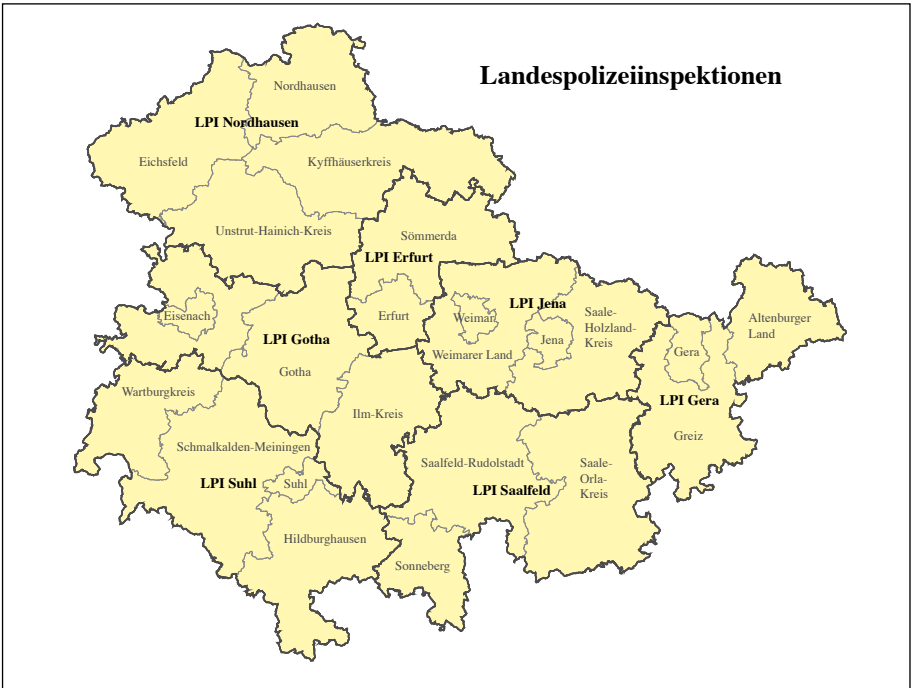 Landespolizeiinspektionen
Nordhausen
LPI Nordhausen
Eichsfeld
Kyffhäuserkreis
Unstrut-Hainich-Kreis
Sömmerda
LPI Erfurt
Eisenach
LPI Gotha
Erfurt
Weimar
LPI Jena
Saale-
Holzland-
Kreis
Jena
Altenburger
Land
Gotha
Weimarer Land
Gera
Wartburgkreis
Ilm-Kreis
LPI Gera
Greiz
Schmalkalden-Meiningen
LPI Suhl
Suhl
Saalfeld-Rudolstadt
LPI Saalfeld
Saale-
Orla-
Kreis
Hildburghausen
Sonneberg